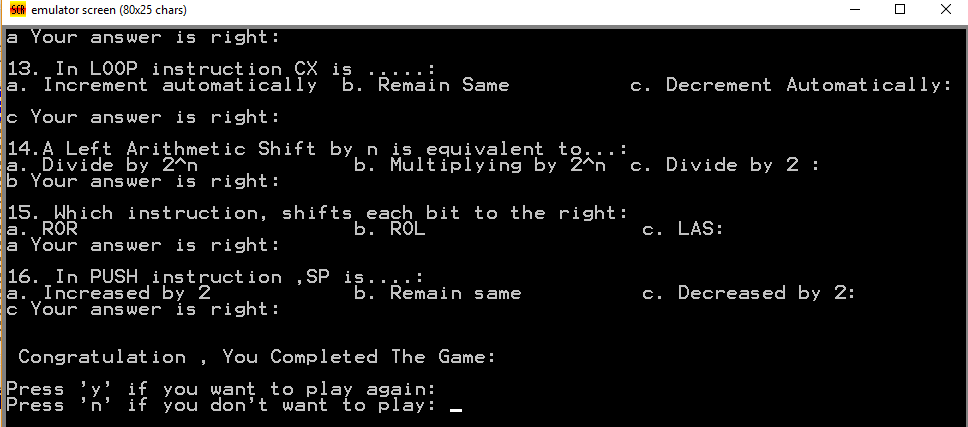 emulator screen (80x25 chars)
a Your answer is right:
13. In LOOP instruction CX is .....:
a. Increment automatically  b. Remain Same          c. Decrement Automatically:
c Your answer is right:
14.A Left Arithmetic Shift by n is equivalent to...:
a. Divide by 2^n             b. Multiplying by 2^n  c. Divide by 2 :
b Your answer is right:
15. Which instruction, shifts each bit to the right:
a. ROR                       b. ROL                  c. LAS:
a Your answer is right:
16. In PUSH instruction ,SP is....:
a. Increased by 2            b. Remain same          c. Decreased by 2:
c Your answer is right:
Congratulation , You Completed The Game:
Press 'y' if you want to play again:
Press 'n' if you don't want to play: _